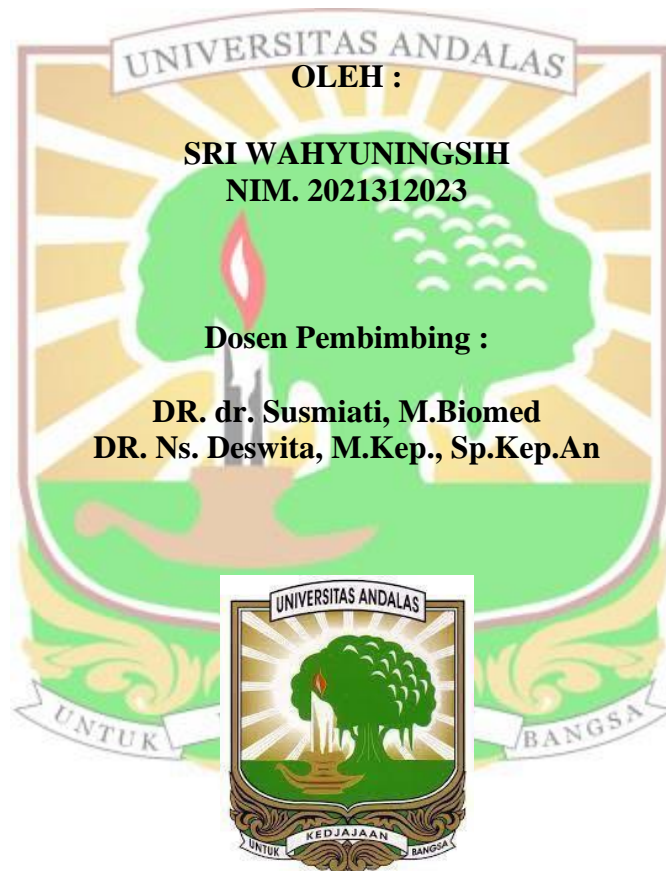 UNIVERSITAS ANDALAS
OLEH :
SRI WAHYUNINGSIH
NIM. 2021312023
Dosen Pembimbing :
DR. dr. Susmiati, M.Biomed
DR. Ns. Deswita, M.Kep., Sp.Kep.An
UNIVERSITAS ANDALAS
UNTUK
BANGSA
KEDJAJAAN
UNTUK
BANGSA